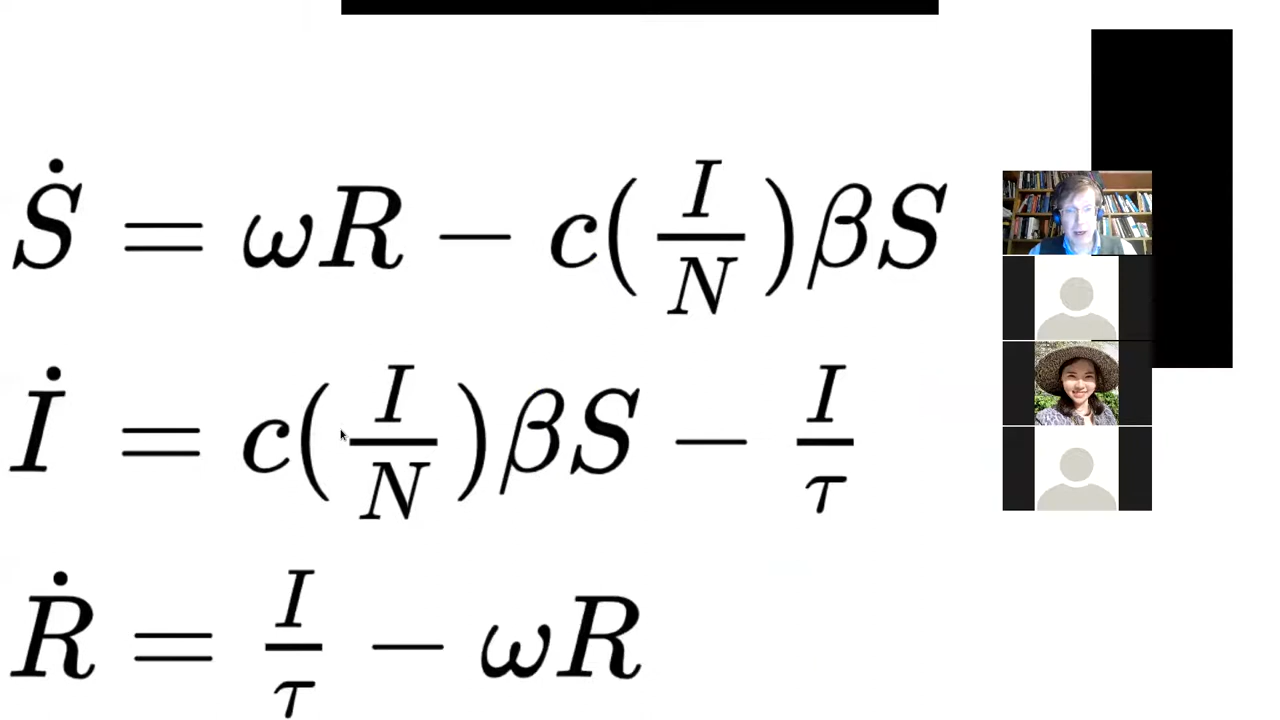 Ṡ = ωR − c(I/N)βS
İ = c(I/N)βS − I/τ
Ṙ = I/τ − ωR